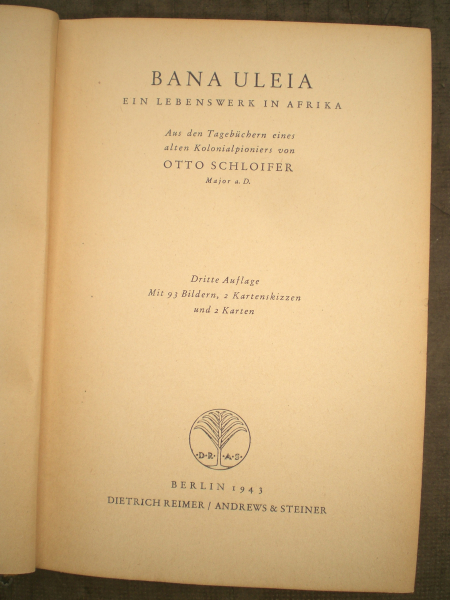 BANA ULEIA
EIN LEBENSWERK IN AFRIKA
Aus den Tagebüchern eines
alten Kolonialpioniers von
OTTO SCHLOIFER
Major a. D.
Dritte Auflage
Mit 93 Bildern, 2 Kartenskizzen
und 2 Karten
·D·R·A·S·
BERLIN 1943
DIETRICH REIMER / ANDREWS & STEINER